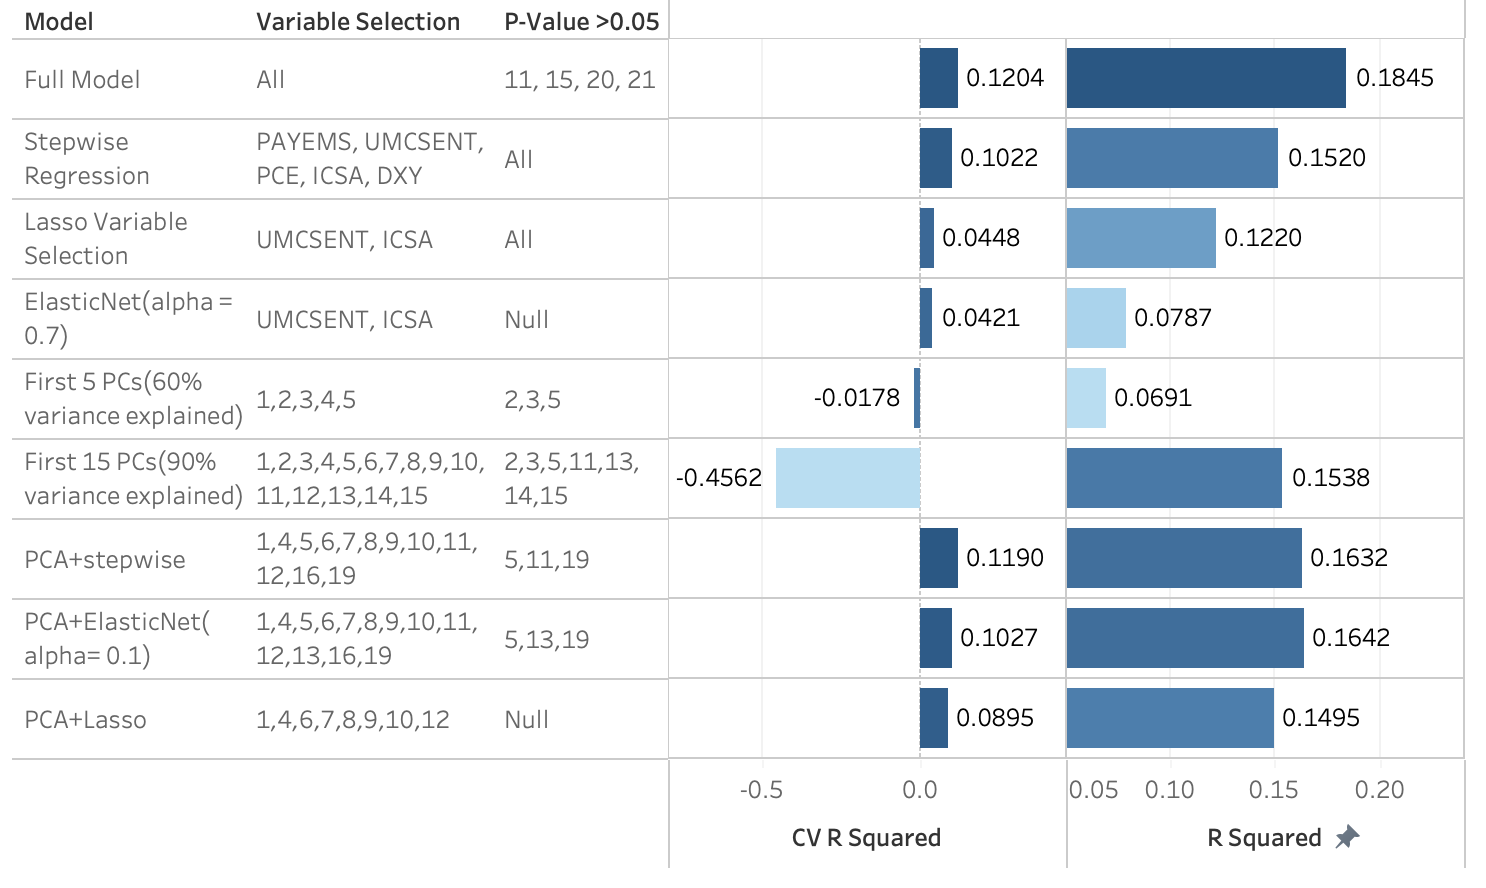 Model Variable Selection P-Value >0.05
Full Model All 11, 15, 20, 21 0.1204 0.1845
Stepwise PAYEMS, UMCSENT,
Regression PCE, ICSA, DXY All 0.1022 0.1520
Lasso Variable
Selection UMCSENT, ICSA All 0.0448 0.1220
ElasticNet(alpha =
0.7) UMCSENT, ICSA Null 0.0421 0.0787
First 5 PCs(60%
variance explained) 1,2,3,4,5 2,3,5 -0.0178 0.0691
First 15 PCs(90% 1,2,3,4,5,6,7,8,9,10, 2,3,5,11,13,
variance explained) 11,12,13,14,15 14,15 -0.4562 0.1538
PCA+stepwise 1,4,5,6,7,8,9,10,11,
12,16,19 5,11,19 0.1190 0.1632
PCA+ElasticNet( 1,4,5,6,7,8,9,10,11,
alpha= 0.1) 12,13,16,19 5,13,19 0.1027 0.1642
PCA+Lasso 1,4,6,7,8,9,10,12 Null 0.0895 0.1495
-0.5 0.0 0.05 0.10 0.15 0.20
CV R Squared R Squared